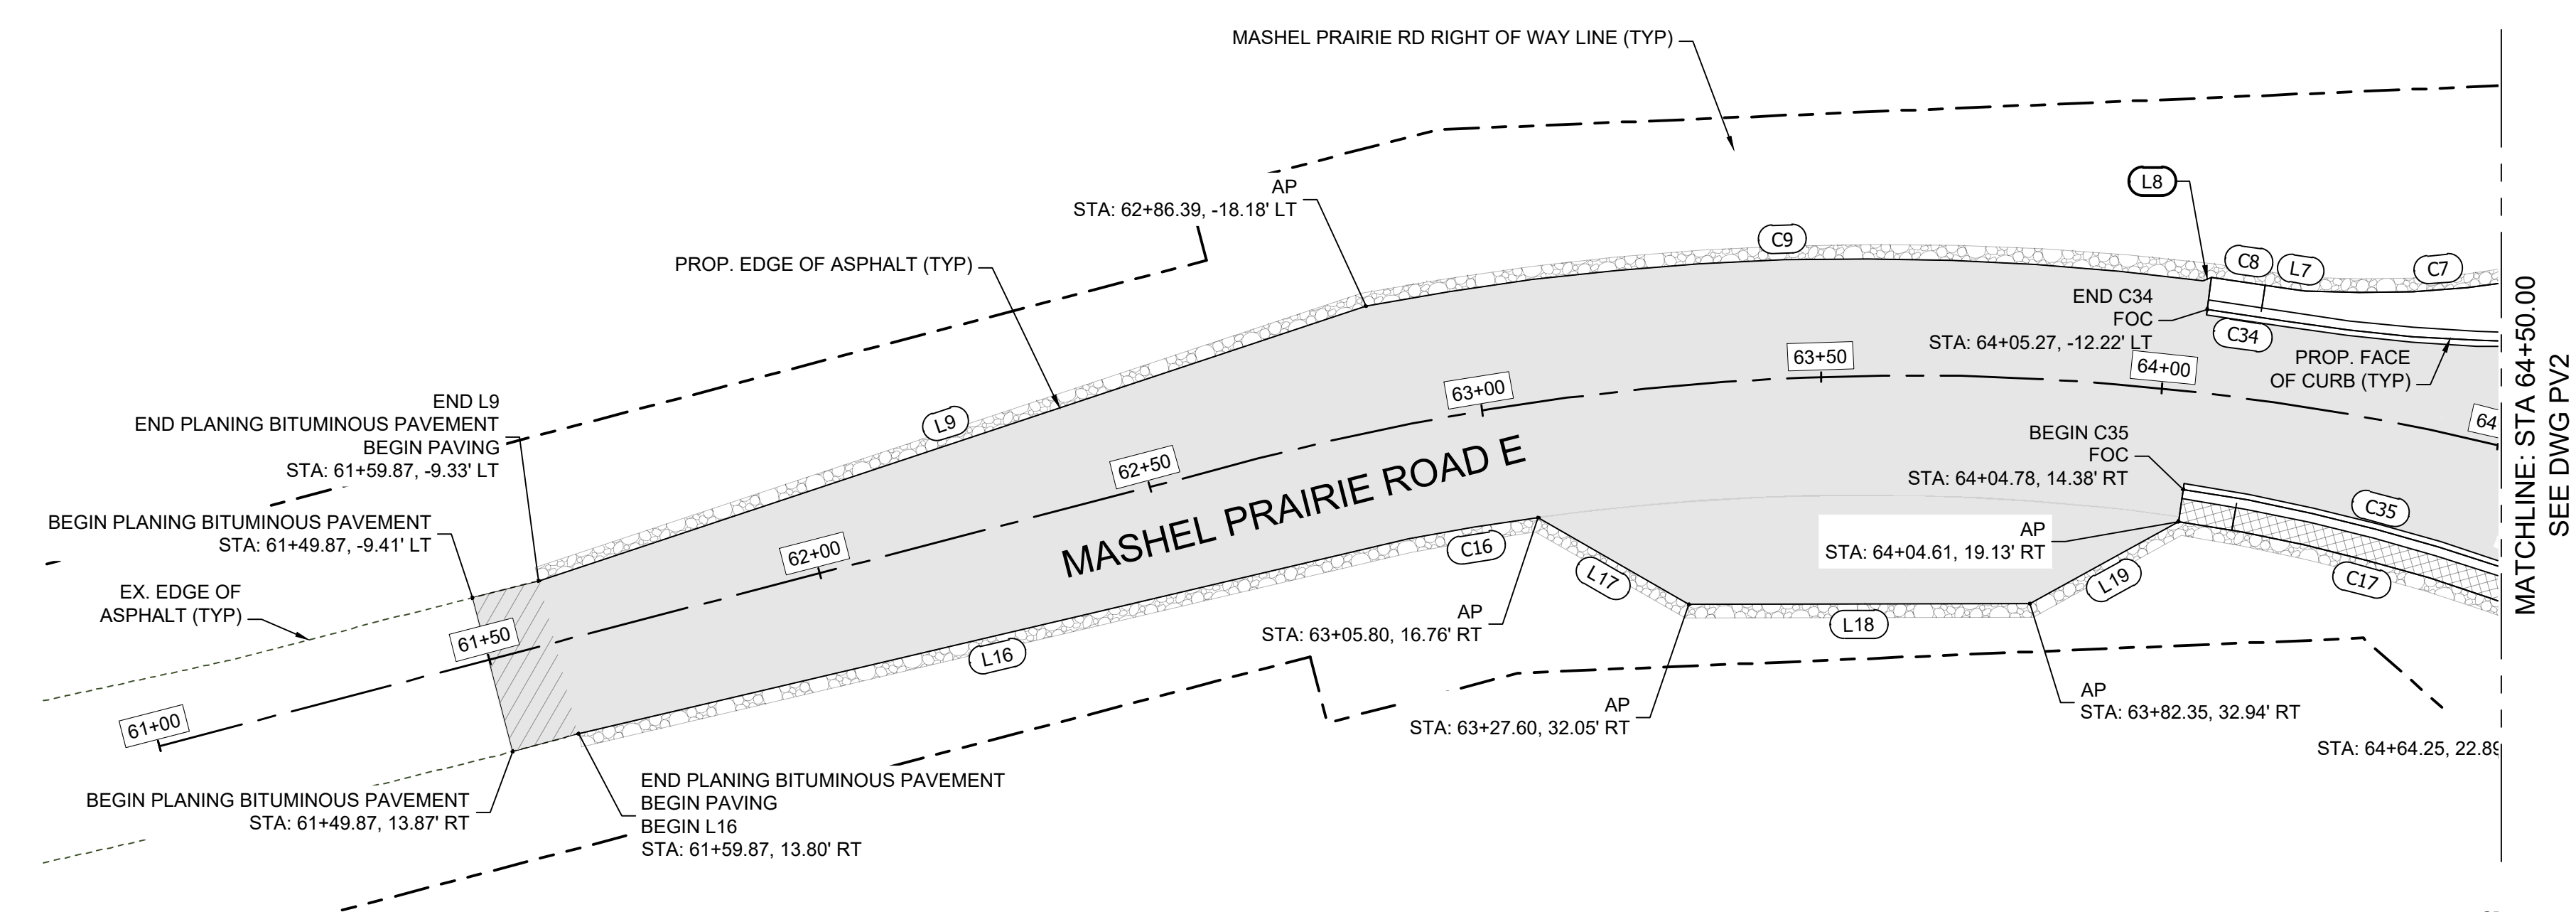 MASHEL PRAIRIE RD RIGHT OF WAY LINE (TYP)
AP
STA: 62+86.39, -18.18' LT
L8
C9
PROP. EDGE OF ASPHALT (TYP)
C8
L7
C7
END C34
FOC
STA: 64+05.27, -12.22' LT
C34
PROP. FACE
OF CURB (TYP)
63+50
64+00
63+00
64
MATCHLINE: STA 64+50.00
SEE DWG PV2
END L9
END PLANING BITUMINOUS PAVEMENT
BEGIN PAVING
STA: 61+59.87, -9.33' LT
L9
62+50
MASHEL PRAIRIE ROAD E
BEGIN C35
FOC
STA: 64+04.78, 14.38' RT
C35
BEGIN PLANING BITUMINOUS PAVEMENT
STA: 61+49.87, -9.41' LT
62+00
C16
AP
STA: 64+04.61, 19.13' RT
EX. EDGE OF
ASPHALT (TYP)
L17
L19
C17
61+50
L16
AP
STA: 63+05.80, 16.76' RT
L18
61+00
AP
STA: 63+27.60, 32.05' RT
AP
STA: 63+82.35, 32.94' RT
STA: 64+64.25, 22.89
BEGIN PLANING BITUMINOUS PAVEMENT
STA: 61+49.87, 13.87' RT
END PLANING BITUMINOUS PAVEMENT
BEGIN PAVING
BEGIN L16
STA: 61+59.87, 13.80' RT